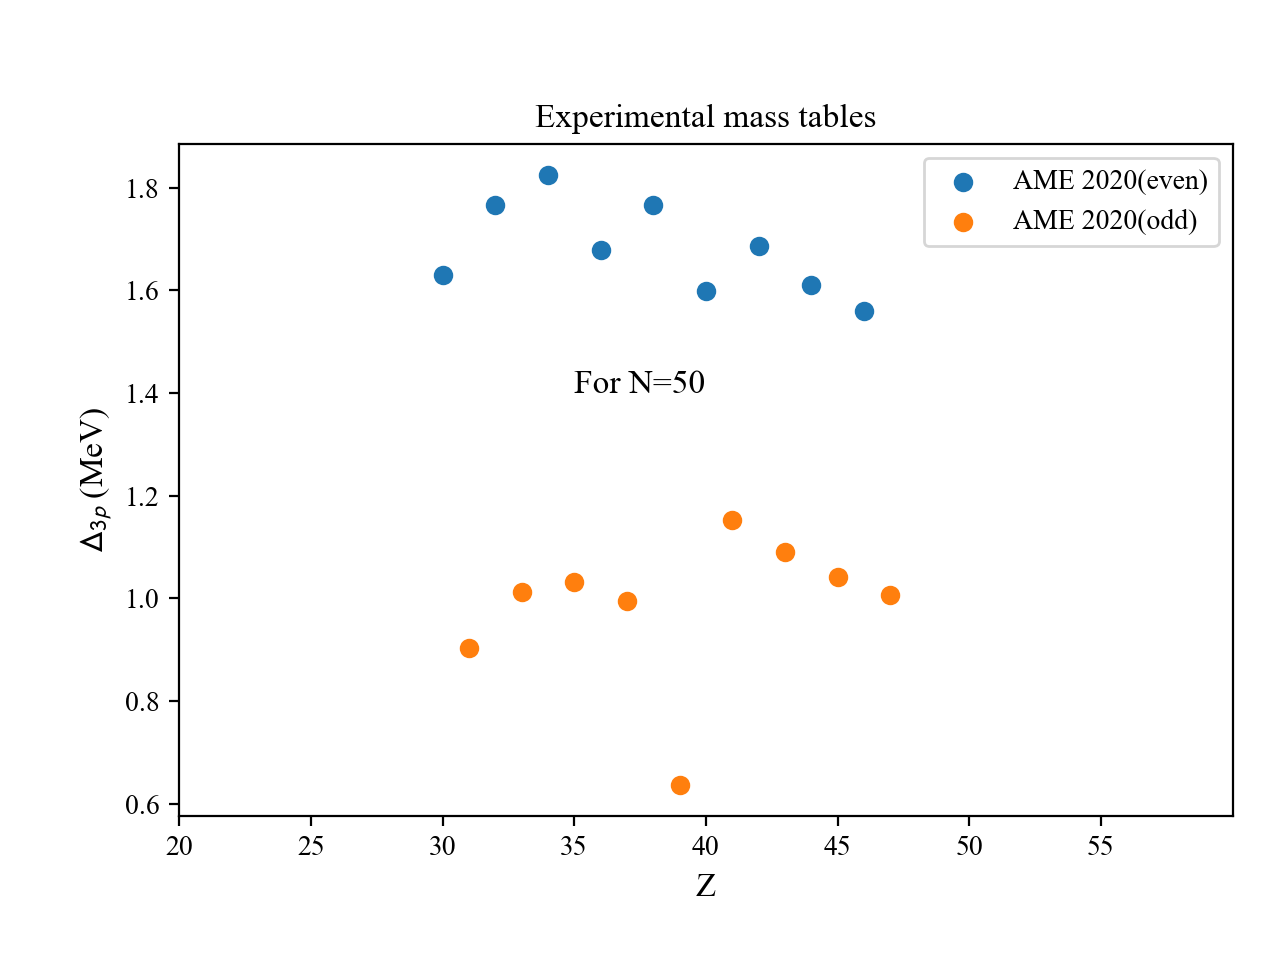 Experimental mass tables
AME 2020(even)
AME 2020(odd)
For N=50
Δ3p (MeV)
1.8
1.6
1.4
1.2
1.0
0.8
0.6
20 25 30 35 40 45 50 55
Z